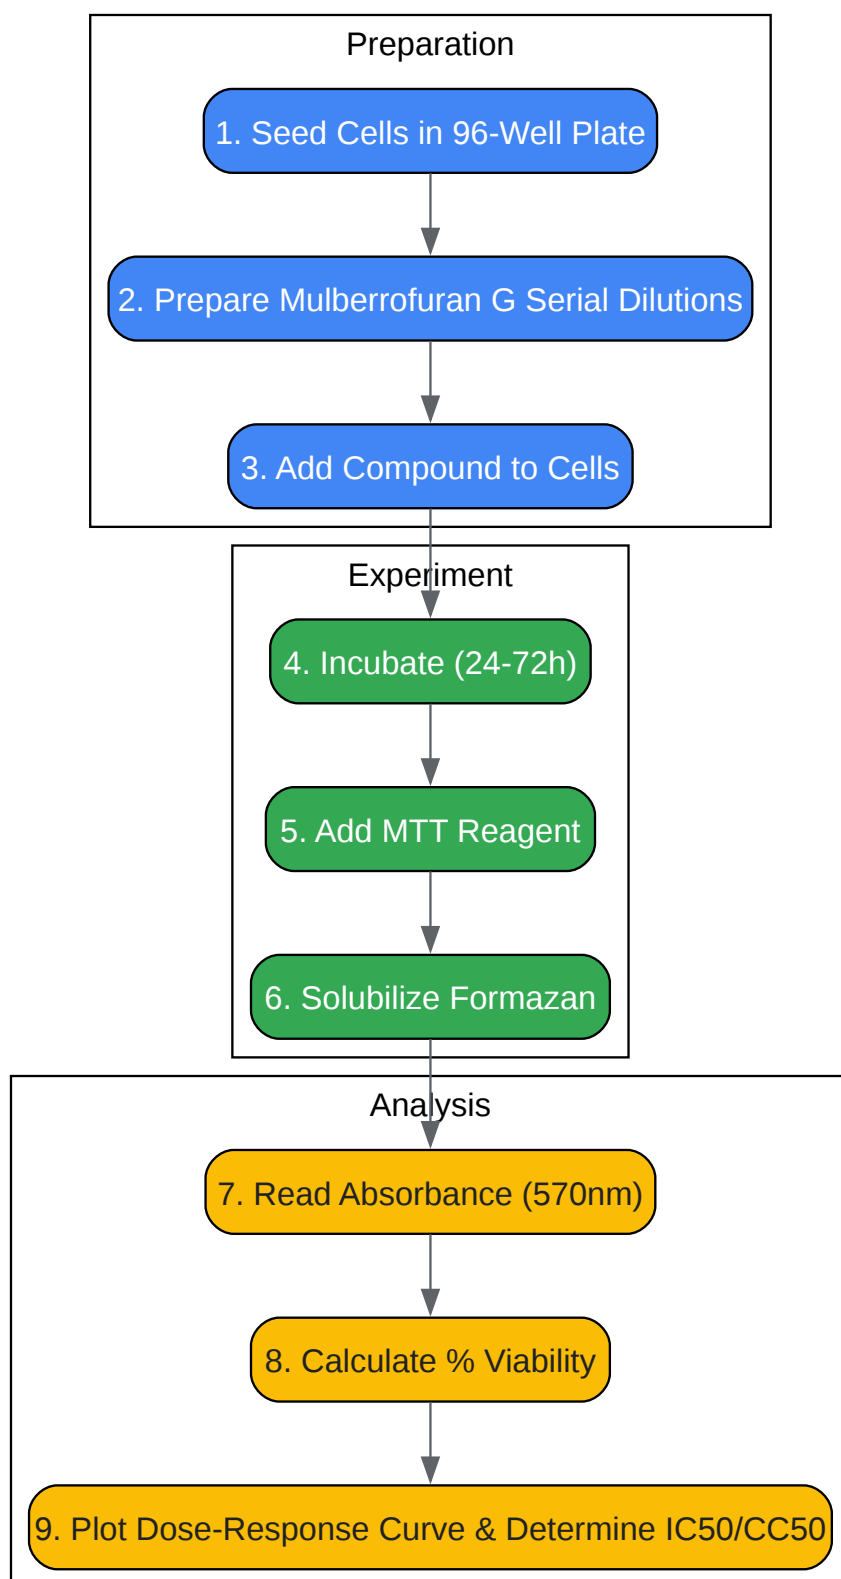 Preparation
1. Seed Cells in 96-Well Plate
2. Prepare Mulberrofuran G Serial Dilutions
3. Add Compound to Cells
Experiment
4. Incubate (24-72h)
5. Add MTT Reagent
6. Solubilize Formazan
Analysis
7. Read Absorbance (570nm)
8. Calculate % Viability
9. Plot Dose-Response Curve & Determine IC50/CC50